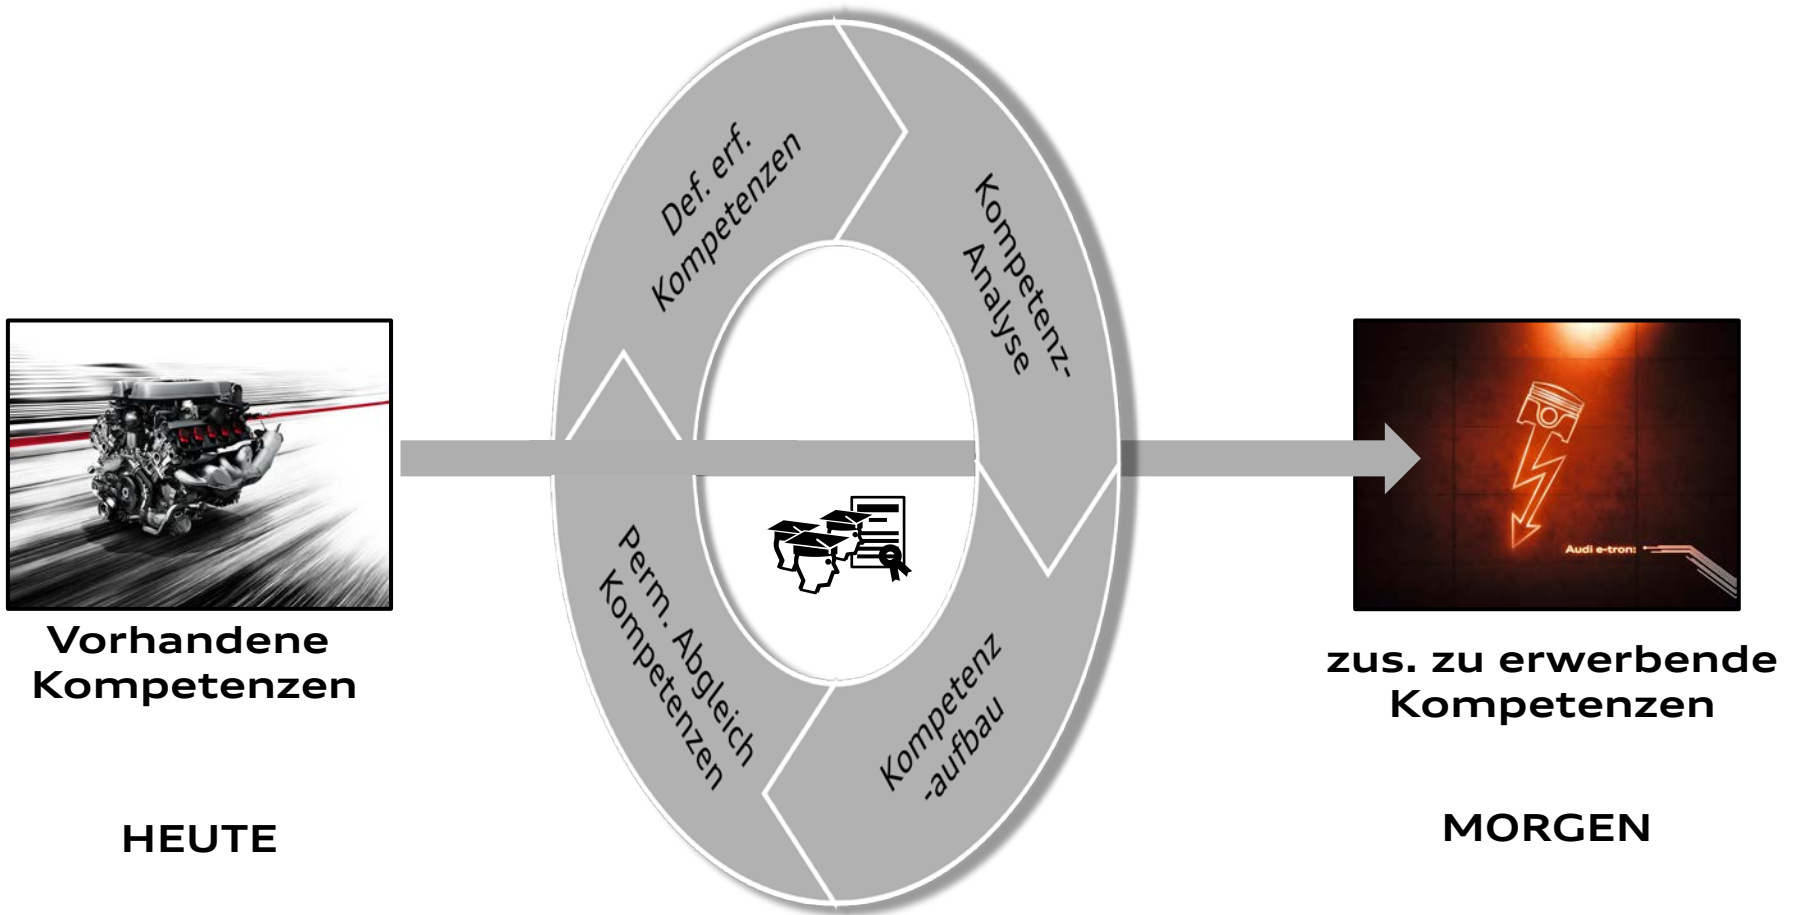 Def. erf.
Kompetenzen
Kompetenz-
Analyse
Kompetenz
-aufbau
Perm. Abgleich
Kompetenzen
Vorhandene
Kompetenzen
HEUTE
Audi e-tron:
zus. zu erwerbende
Kompetenzen
MORGEN